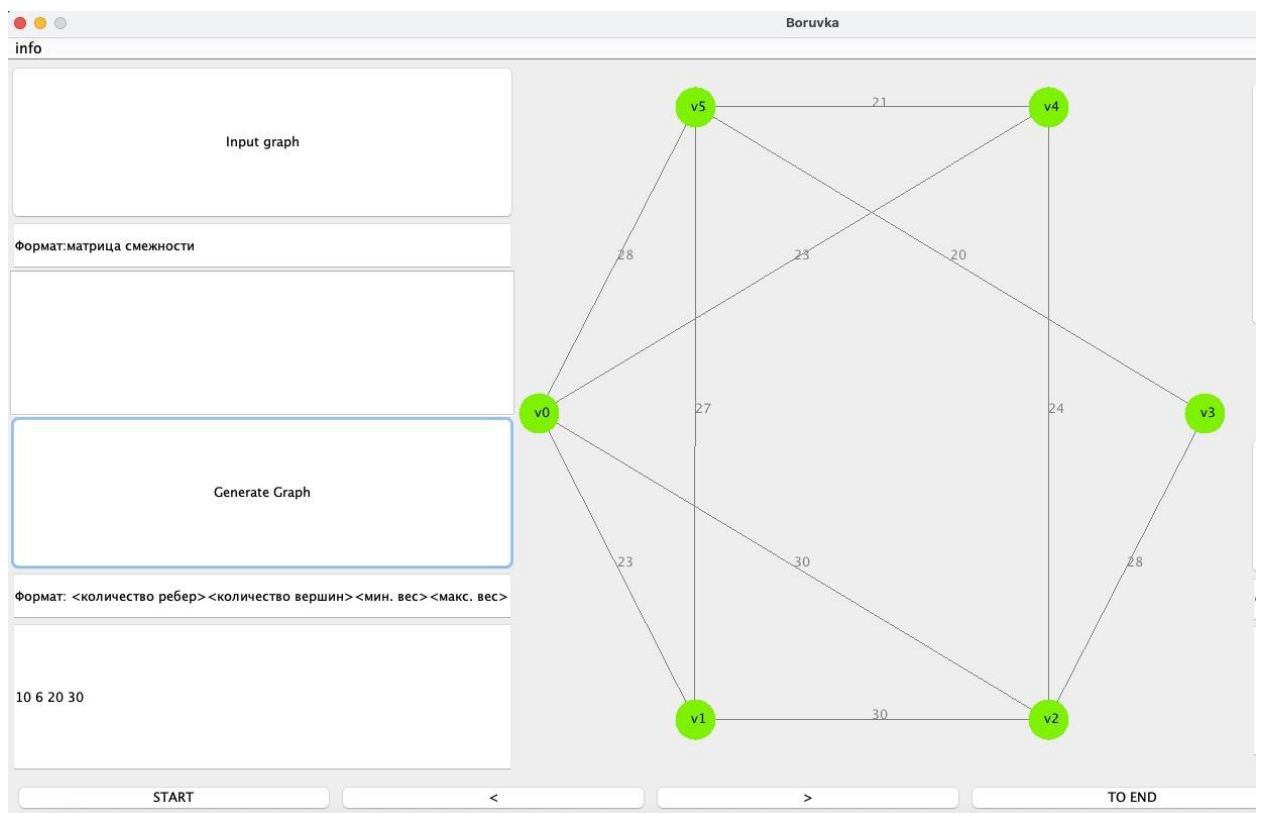 Boruvka
info
Input graph
Формат:матрица смежности
Generate Graph
Формат: <количество ребер><количество вершин><мин. вес><макс. вес>
10 6 20 30
v5
21
v4
28
23
20
v0
27
24
v3
23
30
28
v1
30
v2
START
<
>
TO END